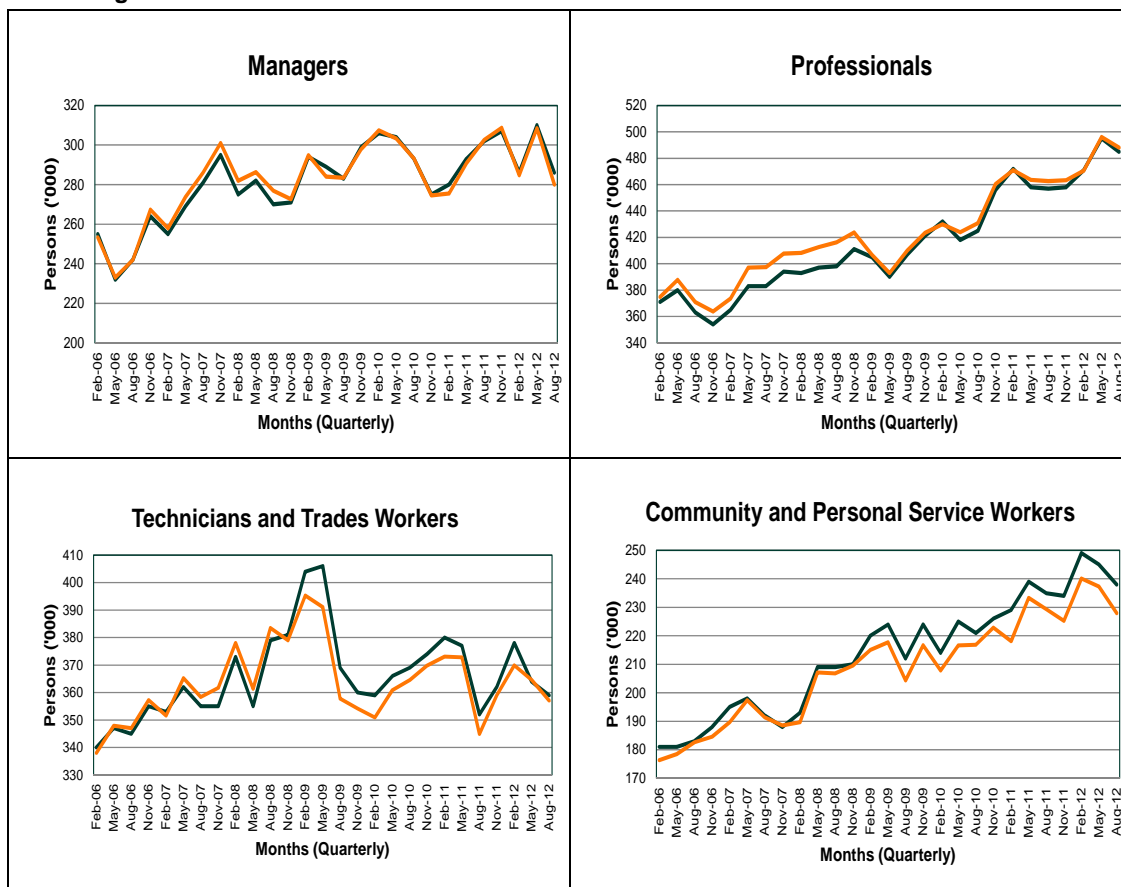 Managers
320
300
280
260
240
220
200
Persons ('000)
Feb-06
May-06
Aug-06
Nov-06
Feb-07
May-07
Aug-07
Nov-07
Feb-08
May-08
Aug-08
Nov-08
Feb-09
May-09
Aug-09
Nov-09
Feb-10
May-10
Aug-10
Nov-10
Feb-11
May-11
Aug-11
Nov-11
Feb-12
May-12
Aug-12
Months (Quarterly)
Professionals
520
500
480
460
440
420
400
380
360
340
Persons ('000)
Feb-06
May-06
Aug-06
Nov-06
Feb-07
May-07
Aug-07
Nov-07
Feb-08
May-08
Aug-08
Nov-08
Feb-09
May-09
Aug-09
Nov-09
Feb-10
May-10
Aug-10
Nov-10
Feb-11
May-11
Aug-11
Nov-11
Feb-12
May-12
Aug-12
Months (Quarterly)
Technicians and Trades Workers
410
400
390
380
370
360
350
340
330
Persons ('000)
Feb-06
May-06
Aug-06
Nov-06
Feb-07
May-07
Aug-07
Nov-07
Feb-08
May-08
Aug-08
Nov-08
Feb-09
May-09
Aug-09
Nov-09
Feb-10
May-10
Aug-10
Nov-10
Feb-11
May-11
Aug-11
Nov-11
Feb-12
May-12
Aug-12
Months (Quarterly)
Community and Personal Service Workers
250
240
230
220
210
200
190
180
170
Persons ('000)
Feb-06
May-06
Aug-06
Nov-06
Feb-07
May-07
Aug-07
Nov-07
Feb-08
May-08
Aug-08
Nov-08
Feb-09
May-09
Aug-09
Nov-09
Feb-10
May-10
Aug-10
Nov-10
Feb-11
May-11
Aug-11
Nov-11
Feb-12
May-12
Aug-12
Months (Quarterly)